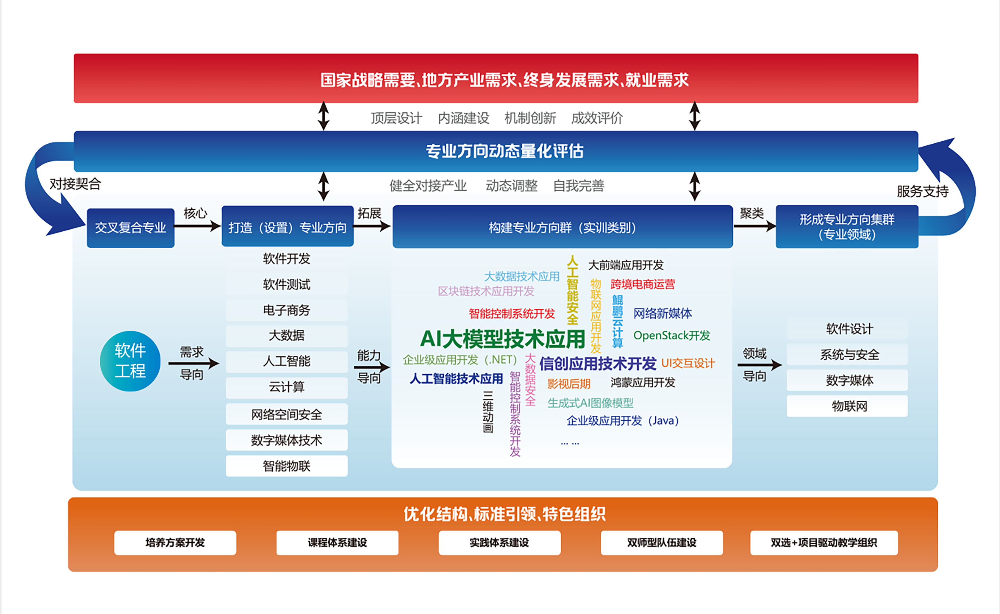 国家战略需要、地方产业需求、终身发展需求、就业需求
顶层设计 内涵建设 机制创新 成效评价
专业方向动态量化评估
对接契合
健全对接产业 动态调整 自我完善
服务支持
交叉复合专业
核心
打造（设置）专业方向
拓展
构建专业方向群（实训类别）
聚类
形成专业方向集群
（专业领域）
软件
工程
需求
导向
软件开发
软件测试
电子商务
大数据
人工智能
云计算
网络空间安全
数字媒体技术
智能物联
能力
导向
人工智能安全
大前端应用开发
大数据技术应用
物联网应用开发
跨境电商运营
区块链技术应用开发
鲲鹏云计算
智能控制系统开发
网络新媒体
AI大模型技术应用
OpenStack开发
企业级应用开发（.NET）
大数据安全
信创应用技术开发
UI交互设计
人工智能技术应用
智能控制系统开发
影视后期
鸿蒙应用开发
三维动画
生成式AI图像模型
企业级应用开发（Java）
... ...
领域
导向
软件设计
系统与安全
数字媒体
物联网
优化结构、标准引领、特色组织
培养方案开发
课程体系建设
实践体系建设
双师型队伍建设
双选+项目驱动教学组织